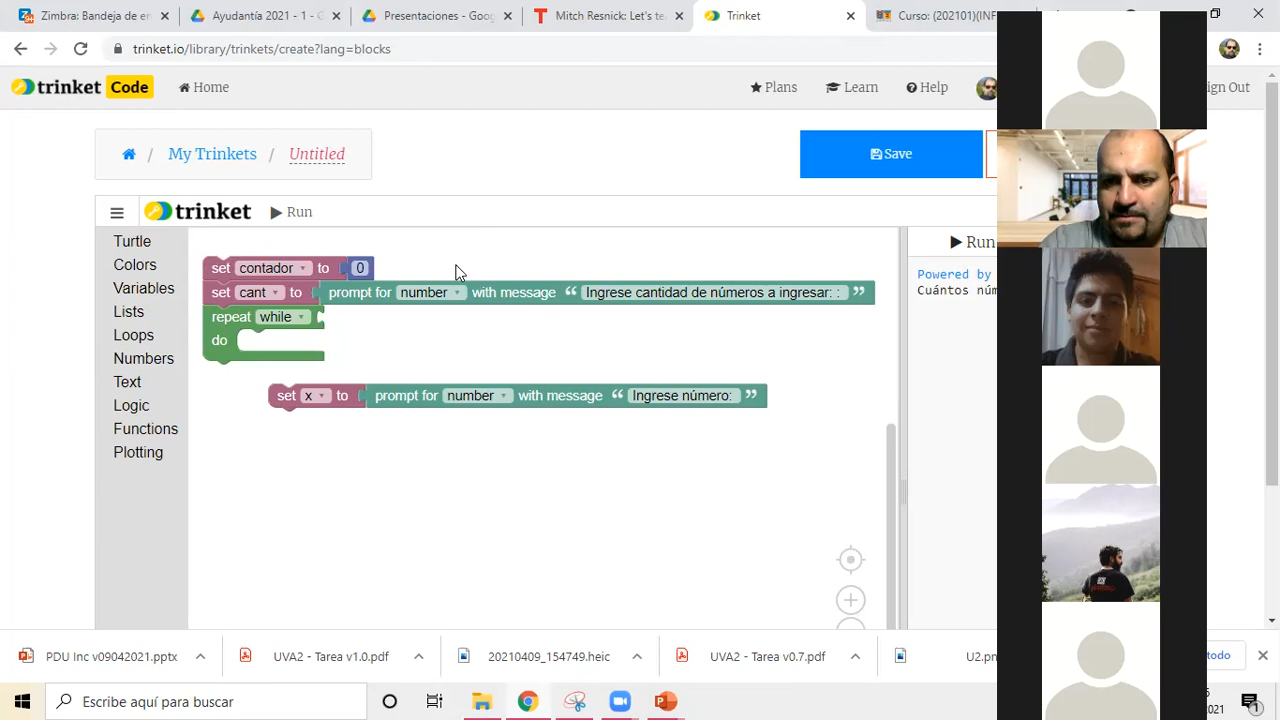 Zimbra: Bandeja de en
Ayudantía 2021 -
Presentaciones
Mitch Resnick: Let's te
Trinket
Curso: (202101)(INF
trinket.io/library/trinkets/create?lang=blocks
trinket Code Home Plans Learn Help ign Out
/ My Trinkets / Untitled
Save
trinket Run
Run
Turtle
Colors
Variables
Lists
Loops
Numbers
Text
Logic
Functions
Plotting
set contador to 0
set can to prompt for number with message “ Ingrese cantidad de números a ingresar: : ”
repeat while
do
set x to prompt for number with message “ Ingrese número: ”
Powered by
Cuántos núm
PDU Inc v09042021.pptx
UVA2 - Tarea v1.0.pdf
20200409_154749.heic
UVA2 - Tarea v0.7.pdf
U2.pn
todo
Escribe aquí para buscar
2021
1